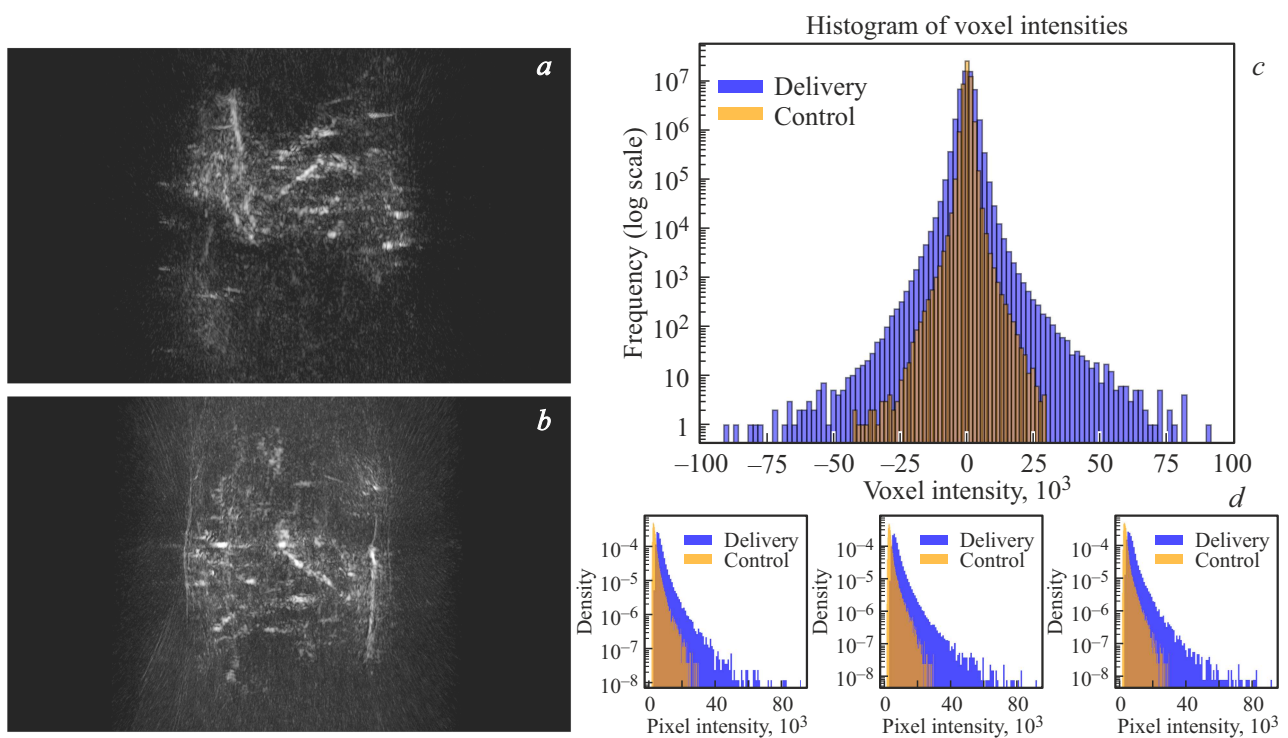 a
b
Histogram of voxel intensities
c
Delivery
Control
Frequency (log scale)
10⁷
10⁶
10⁵
10⁴
10³
10²
10
1
–100 –75 –50 –25 0 25 50 75 100
Voxel intensity, 10³
d
Delivery
Control
Density
10⁻⁴
10⁻⁵
10⁻⁶
10⁻⁷
10⁻⁸
0 40 80
Pixel intensity, 10³
Delivery
Control
Density
10⁻⁴
10⁻⁵
10⁻⁶
10⁻⁷
10⁻⁸
0 40 80
Pixel intensity, 10³
Delivery
Control
Density
10⁻⁴
10⁻⁵
10⁻⁶
10⁻⁷
10⁻⁸
0 40 80
Pixel intensity, 10³